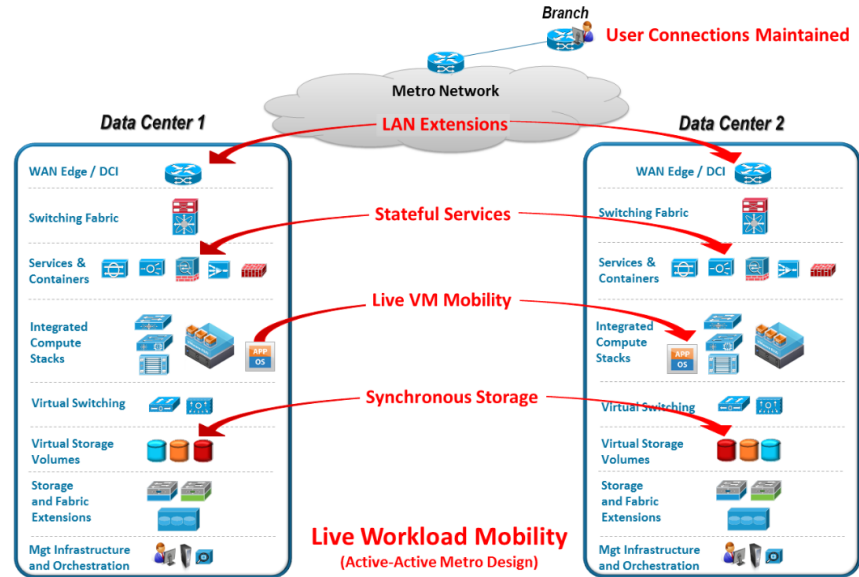 Branch
User Connections Maintained
Metro Network
Data Center 1
LAN Extensions
Data Center 2
WAN Edge / DCI
WAN Edge / DCI
Switching Fabric
Stateful Services
Switching Fabric
Services &
Containers
Services &
Containers
Live VM Mobility
Integrated
Compute
Stacks
APP
OS
Integrated
Compute
Stacks
APP
OS
Synchronous Storage
Virtual Switching
Virtual Switching
Virtual Storage
Volumes
Virtual Storage
Volumes
Storage
and Fabric
Extensions
Storage
and Fabric
Extensions
Live Workload Mobility
(Active-Active Metro Design)
Mgt Infrastructure
and Orchestration
Mgt Infrastructure
and Orchestration